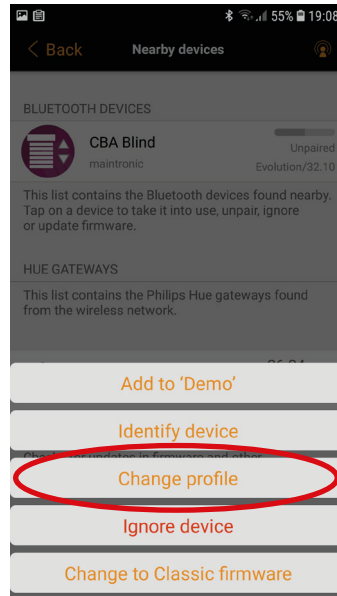 55% 19:08
Back
Nearby devices
BLUETOOTH DEVICES
CBA Blind
Unpaired
maintronic
Evolution/32.10
This list contains the Bluetooth devices found nearby.
Tap on a device to take it into use, unpair, ignore
or update firmware.
HUE GATEWAYS
This list contains the Philips Hue gateways found
from the wireless network.
Add to ‘Demo’
Identify device
Change profile
Ignore device
Change to Classic firmware